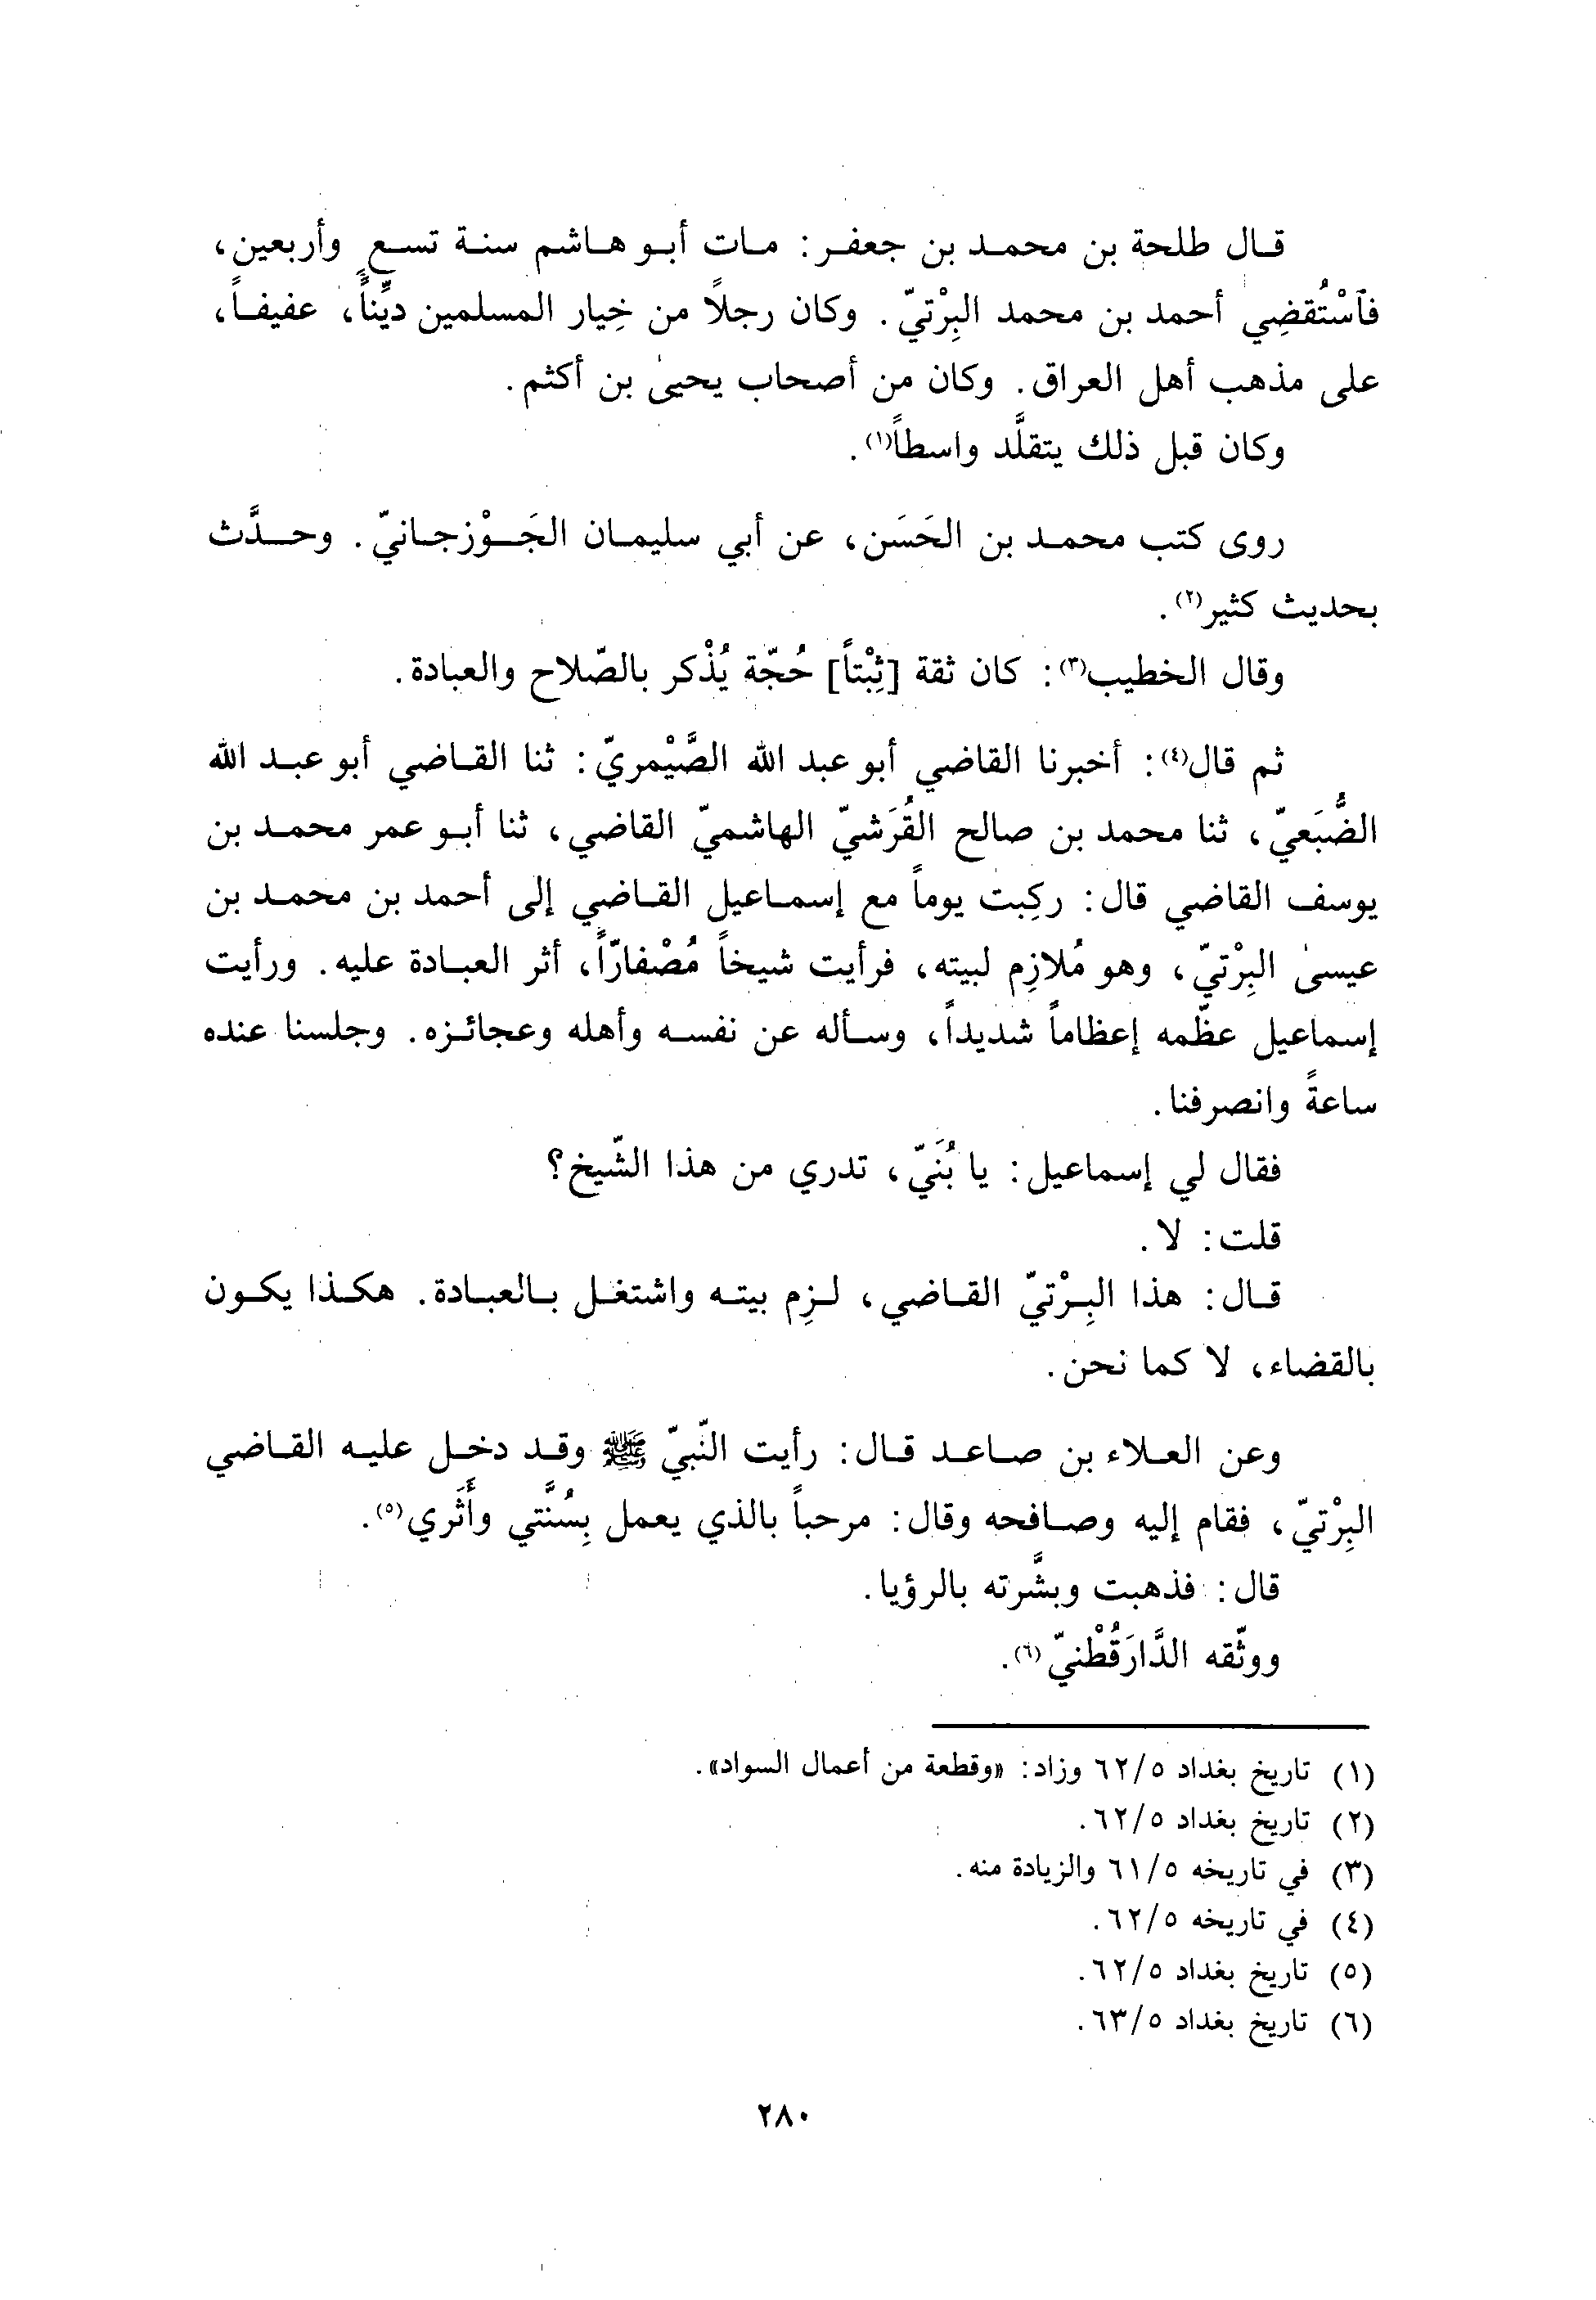 قال طلحة بن محمد بن جعفر: مات أبو هاشم سنة تسعٍ وأربعين،
فآسْتُقضِي أحمد بن محمد البِرْتيّ. وكان رجلاً من خِيار المسلمين ديِّناً، عفيفاً،
على مذهب أهل العراق. وكان من أصحاب يحيىٰ بن أكثم.
وكان قبل ذلك يتقلَّد واسطاً(١).
روى كتب محمد بن الحَسَن، عن أبي سليمان الجَوْزجانيّ. وحدَّث
بحديث كثير(٢).
وقال الخطيب(٣): كان ثقة [ثِبْتاً] حُجّة يُذْكر بالصّلاح والعبادة.
ثم قال(٤): أخبرنا القاضي أبو عبد الله الصَّيْمريّ: ثنا القاضي أبو عبد الله
الضُّبَعيّ، ثنا محمد بن صالح القُرَشيّ الهاشميّ القاضي، ثنا أبو عمر محمد بن
يوسف القاضي قال: ركِبت يوماً مع إسماعيل القاضي إلى أحمد بن محمد بن
عيسىٰ البِرْتيّ، وهو مُلازِم لبيته، فرأيت شيخاً مُصْفارّاً، أثر العبادة عليه. ورأيت
إسماعيل عظّمه إعظاماً شديداً، وسأله عن نفسه وأهله وعجائزه. وجلسنا عنده
ساعةً وانصرفنا.
فقال لي إسماعيل: يا بُنَيّ، تدري من هذا الشّيخ؟
قلت: لا.
قال: هذا البِرْتيّ القاضي، لزِم بيته واشتغل بالعبادة. هكذا يكون
بالقضاء، لا كما نحن.
وعن العلاء بن صاعد قال: رأيت النّبيّ ﷺ وقد دخل عليه القاضي
البِرْتيّ، فقام إليه وصافحه وقال: مرحباً بالذي يعمل بِسُنَّتي وأَثَري(٥).
قال: فذهبت وبشَّرته بالرؤيا.
ووثّقه الدَّارَقُطْنيّ(٦).
(١) تاريخ بغداد ٦٢/٥ وزاد: «وقطعة من أعمال السواد».
(٢) تاريخ بغداد ٦٢/٥.
(٣) في تاريخه ٦١/٥ والزيادة منه.
(٤) في تاريخه ٦٢/٥.
(٥) تاريخ بغداد ٦٢/٥.
(٦) تاريخ بغداد ٦٣/٥.
٢٨٠